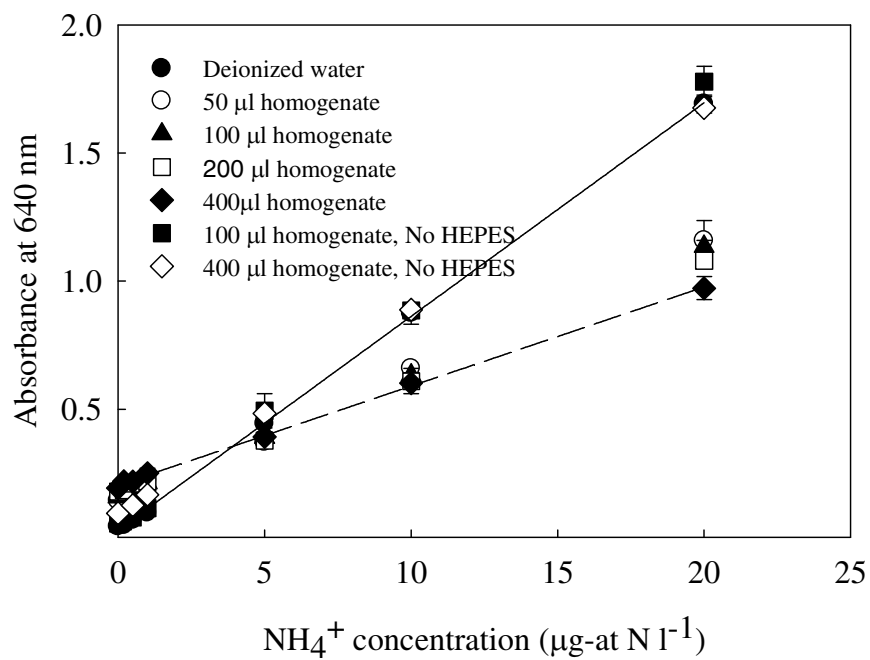 2.0
1.5
1.0
0.5
Absorbance at 640 nm
Deionized water
50 µl homogenate
100 µl homogenate
200 µl homogenate
400µl homogenate
100 µl homogenate, No HEPES
400 µl homogenate, No HEPES
0 5 10 15 20 25
NH₄⁺ concentration (µg-at N l⁻¹)